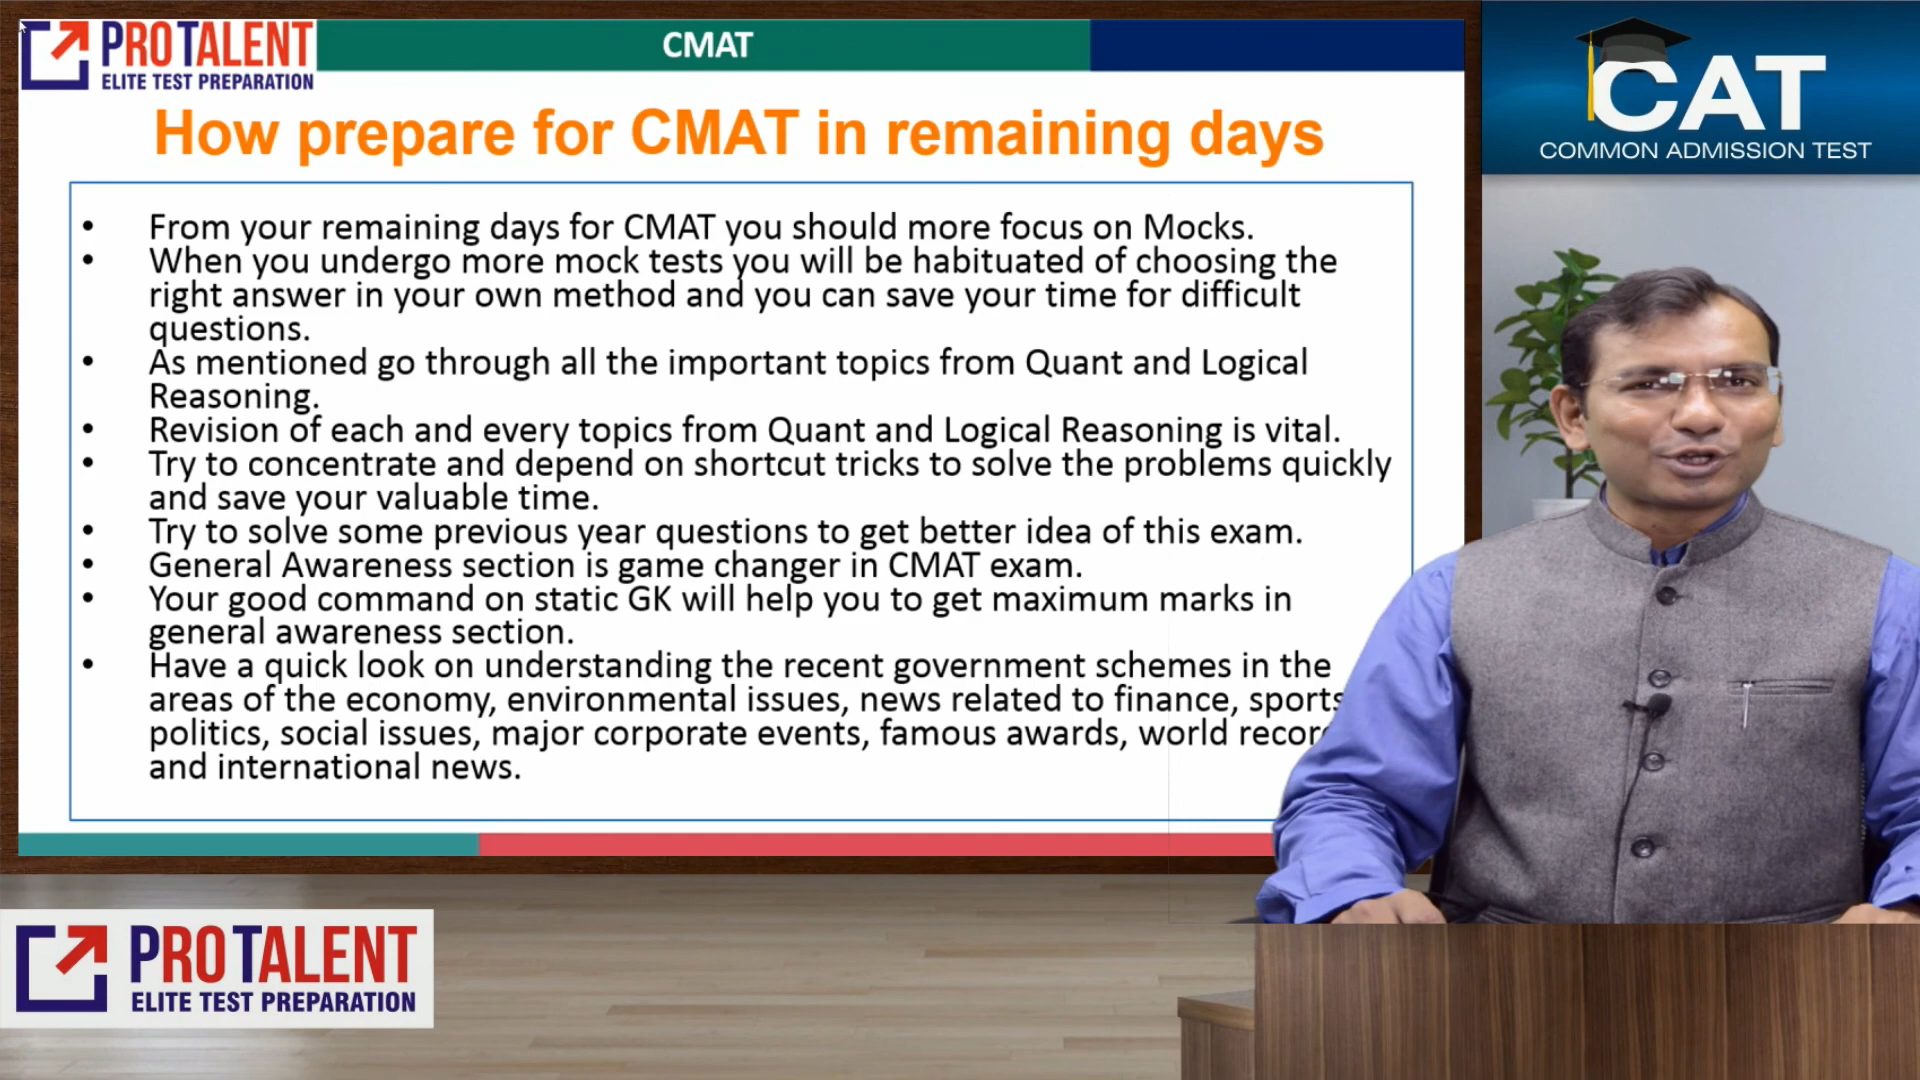 PROTALENT
ELITE TEST PREPARATION
CMAT
CAT
COMMON ADMISSION TEST
How prepare for CMAT in remaining days
• From your remaining days for CMAT you should more focus on Mocks.
• When you undergo more mock tests you will be habituated of choosing the
right answer in your own method and you can save your time for difficult
questions.
• As mentioned go through all the important topics from Quant and Logical
Reasoning.
• Revision of each and every topics from Quant and Logical Reasoning is vital.
• Try to concentrate and depend on shortcut tricks to solve the problems quickly
and save your valuable time.
• Try to solve some previous year questions to get better idea of this exam.
• General Awareness section is game changer in CMAT exam.
• Your good command on static GK will help you to get maximum marks in
general awareness section.
• Have a quick look on understanding the recent government schemes in the
areas of the economy, environmental issues, news related to finance, sports
politics, social issues, major corporate events, famous awards, world
and international news.
PROTALENT
ELITE TEST PREPARATION